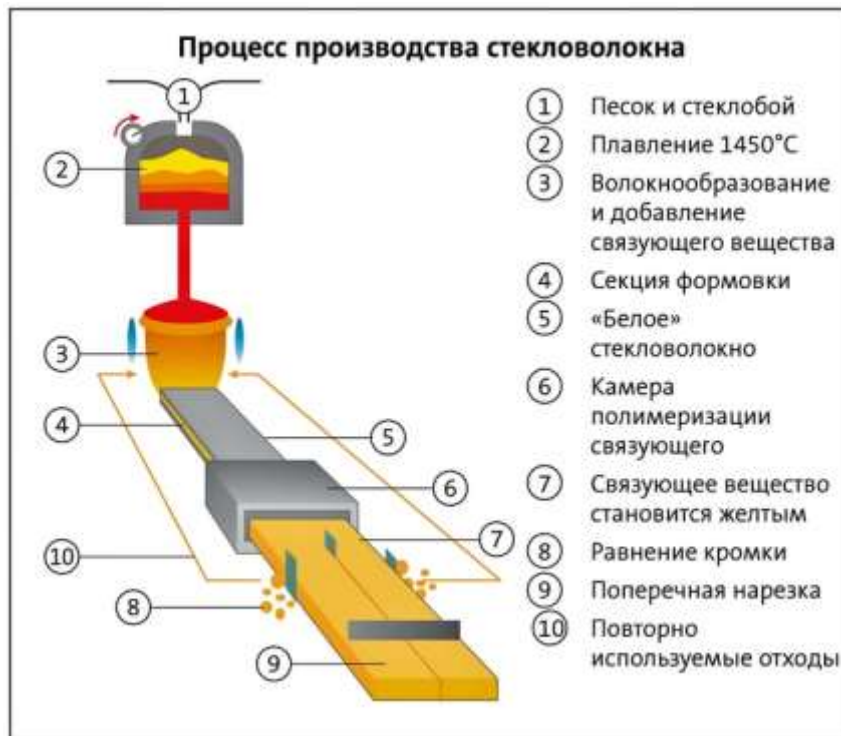 Процесс производства стекловолокна
1 Песок и стеклобой
2 Плавление 1450°C
3 Волокнообразование
и добавление
связующего вещества
4 Секция формовки
5 «Белое»
стекловолокно
6 Камера
полимеризации
связующего
7 Связующее вещество
становится желтым
8 Равнение кромки
9 Поперечная нарезка
10 Повторно
используемые отходы
1
2
3
4
5
6
7
10
8
9